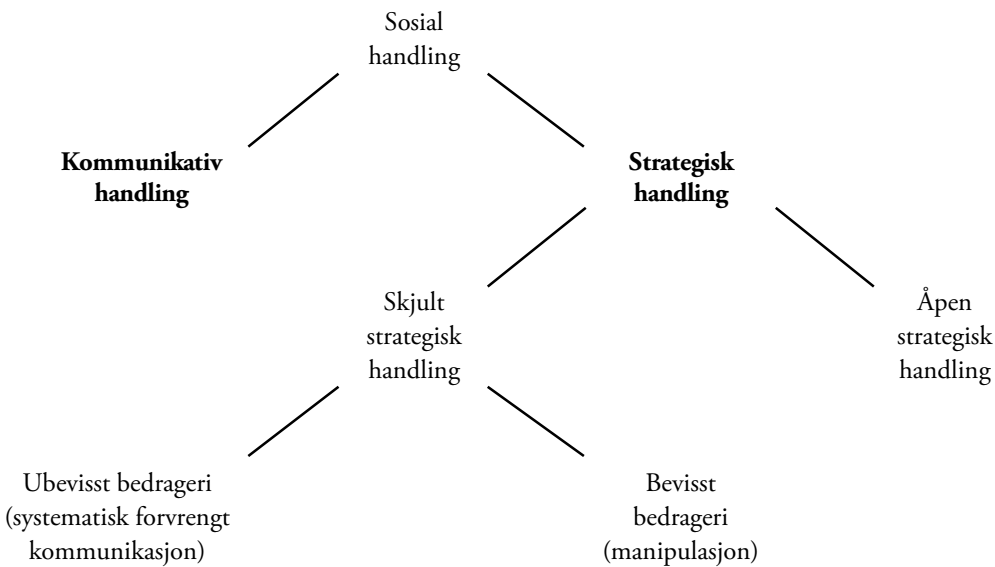 Sosial
handling
Kommunikativ
handling
Strategisk
handling
Skjult
strategisk
handling
Åpen
strategisk
handling
Ubevisst bedrageri
(systematisk forvrengt
kommunikasjon)
Bevisst
bedrageri
(manipulasjon)